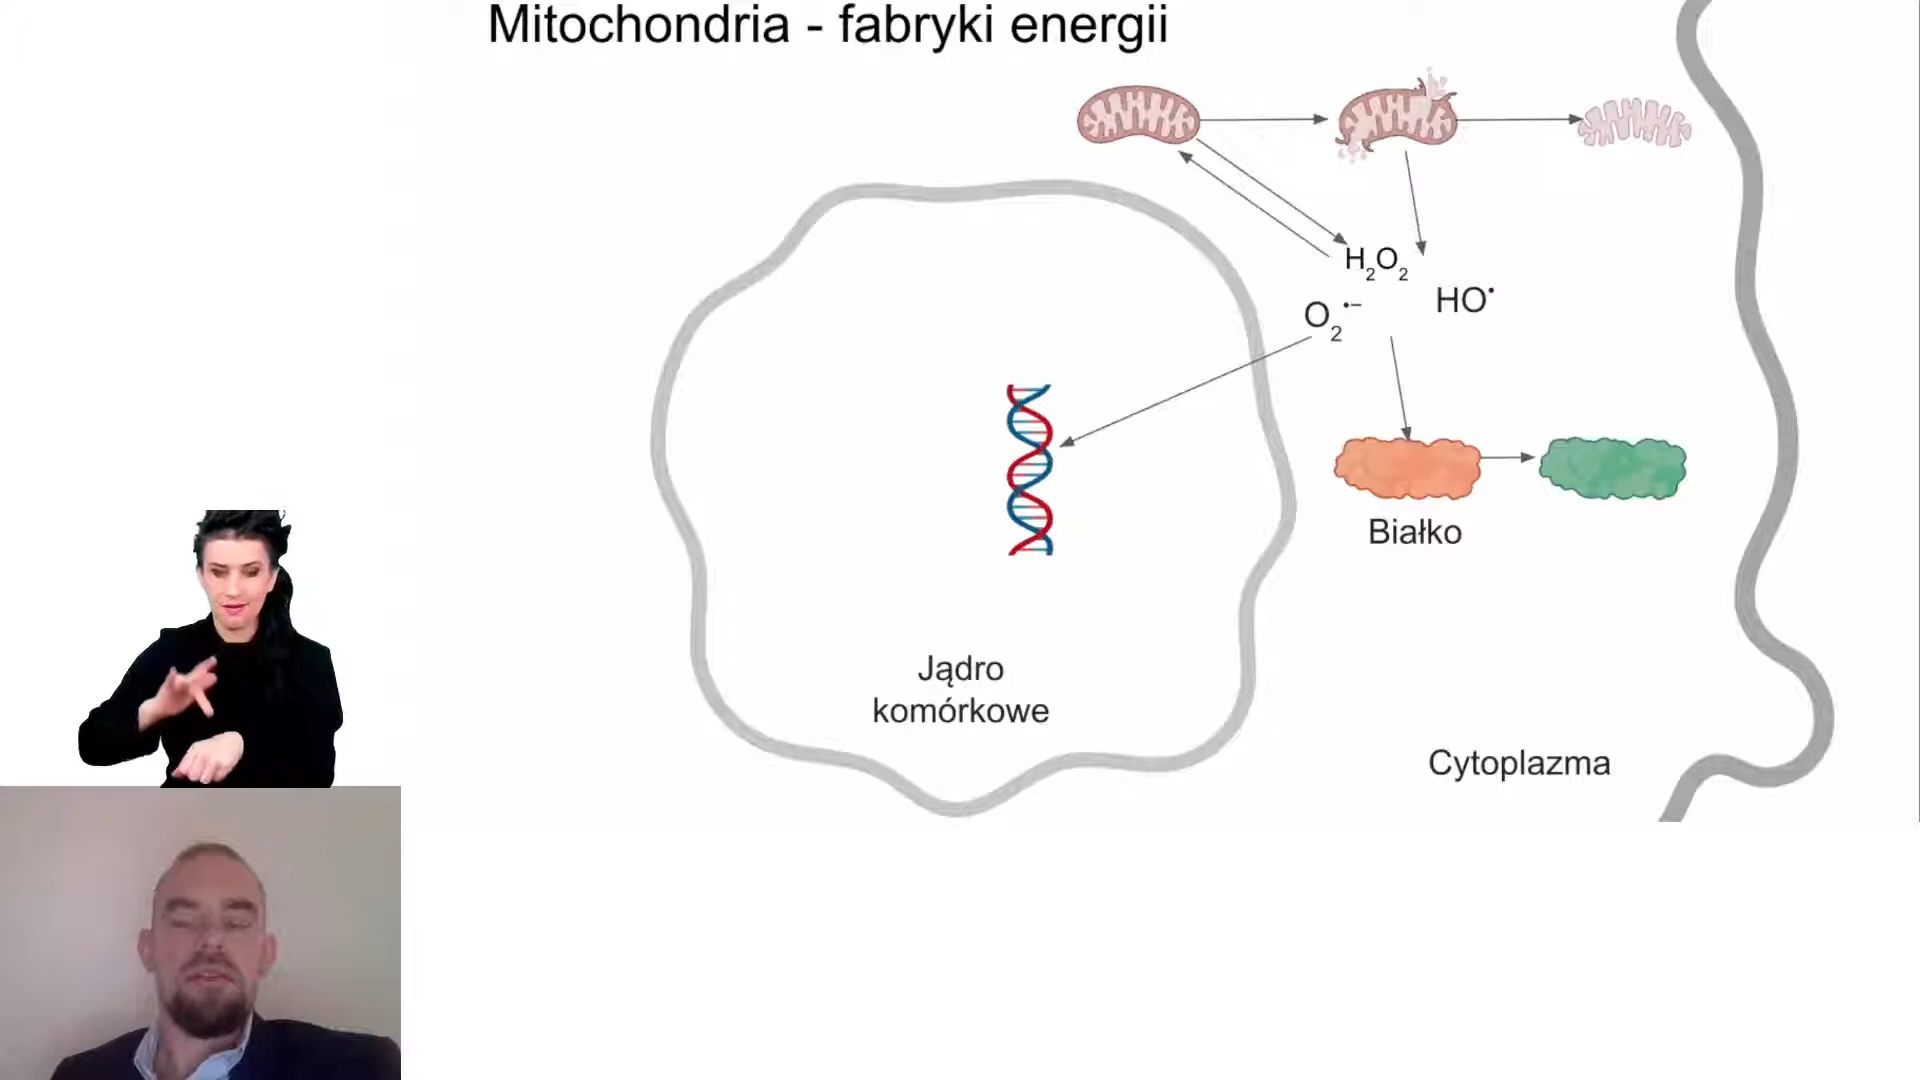 Mitochondria - fabryki energii
H₂O₂
HO•
O₂•–
Białko
Jądro
komórkowe
Cytoplazma